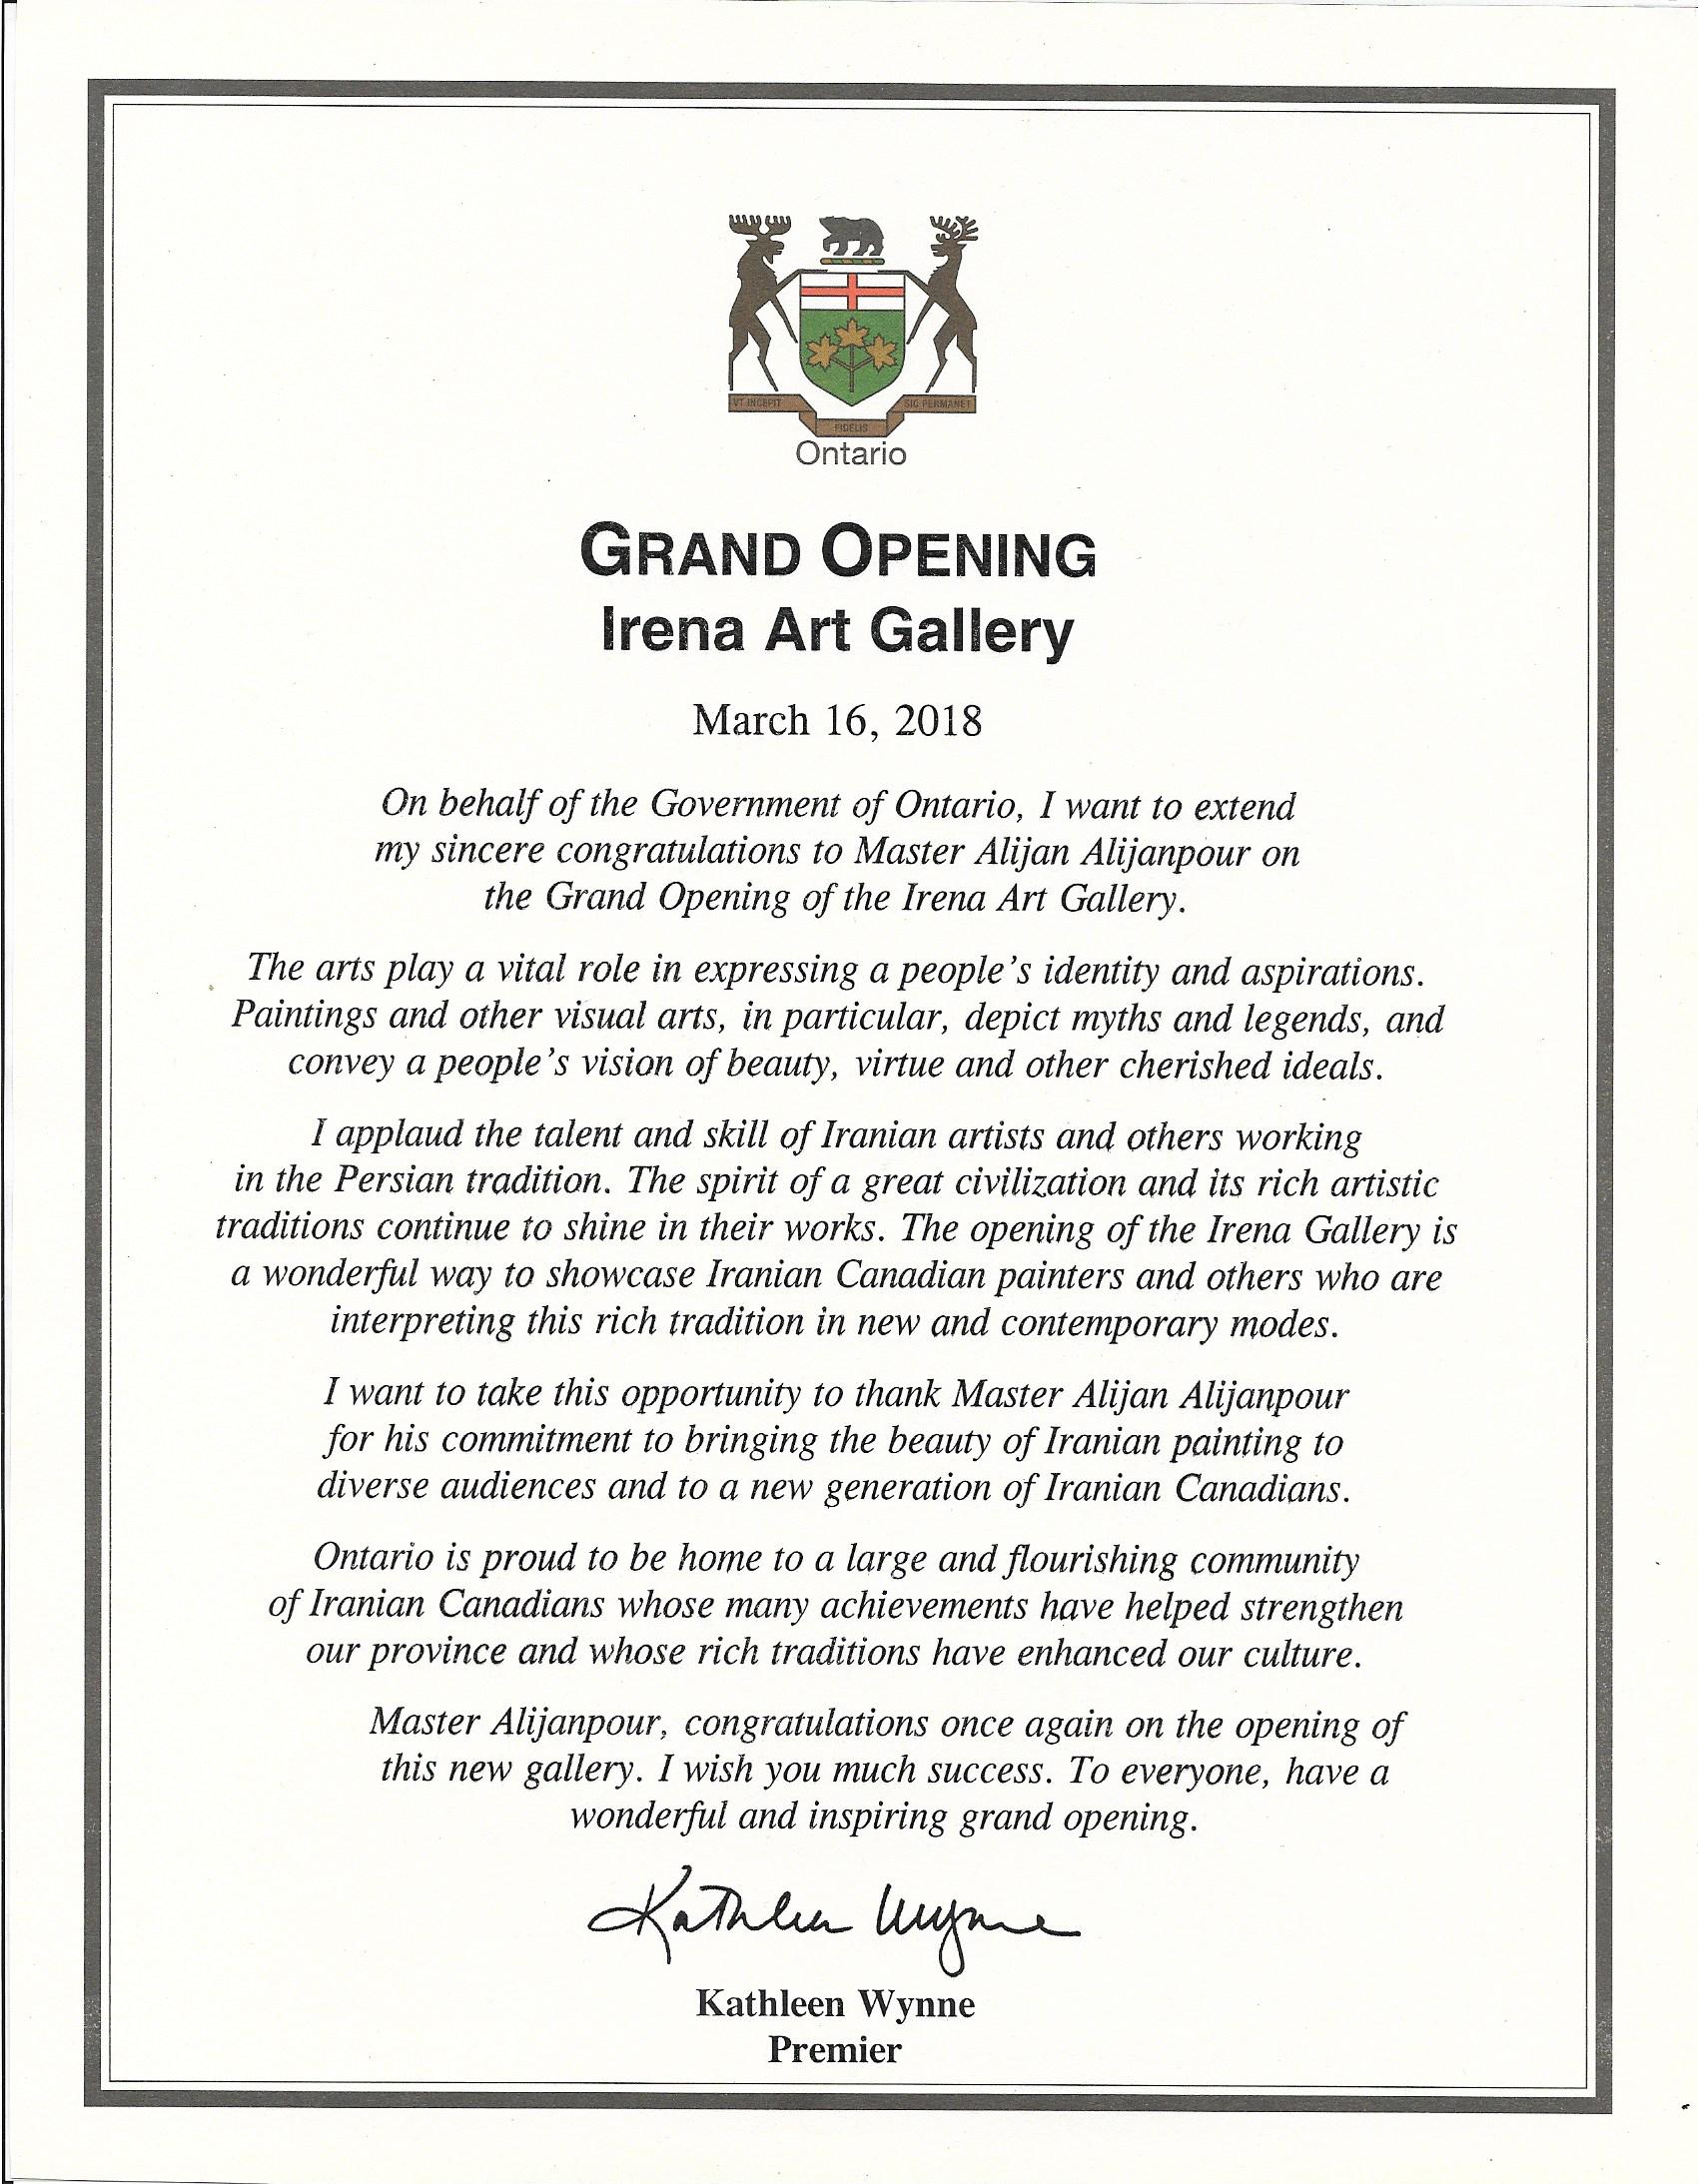 VT INCEPIT
SIC PERMANET
FIDELIS
Ontario
GRAND OPENING
Irena Art Gallery
March 16, 2018
On behalf of the Government of Ontario, I want to extend
my sincere congratulations to Master Alijan Alijanpour on
the Grand Opening of the Irena Art Gallery.
The arts play a vital role in expressing a people's identity and aspirations.
Paintings and other visual arts, in particular, depict myths and legends, and
convey a people's vision of beauty, virtue and other cherished ideals.
I applaud the talent and skill of Iranian artists and others working
in the Persian tradition. The spirit of a great civilization and its rich artistic
traditions continue to shine in their works. The opening of the Irena Gallery is
a wonderful way to showcase Iranian Canadian painters and others who are
interpreting this rich tradition in new and contemporary modes.
I want to take this opportunity to thank Master Alijan Alijanpour
for his commitment to bringing the beauty of Iranian painting to
diverse audiences and to a new generation of Iranian Canadians.
Ontario is proud to be home to a large and flourishing community
of Iranian Canadians whose many achievements have helped strengthen
our province and whose rich traditions have enhanced our culture.
Master Alijanpour, congratulations once again on the opening of
this new gallery. I wish you much success. To everyone, have a
wonderful and inspiring grand opening.
Kathleen Wynne
Kathleen Wynne
Premier